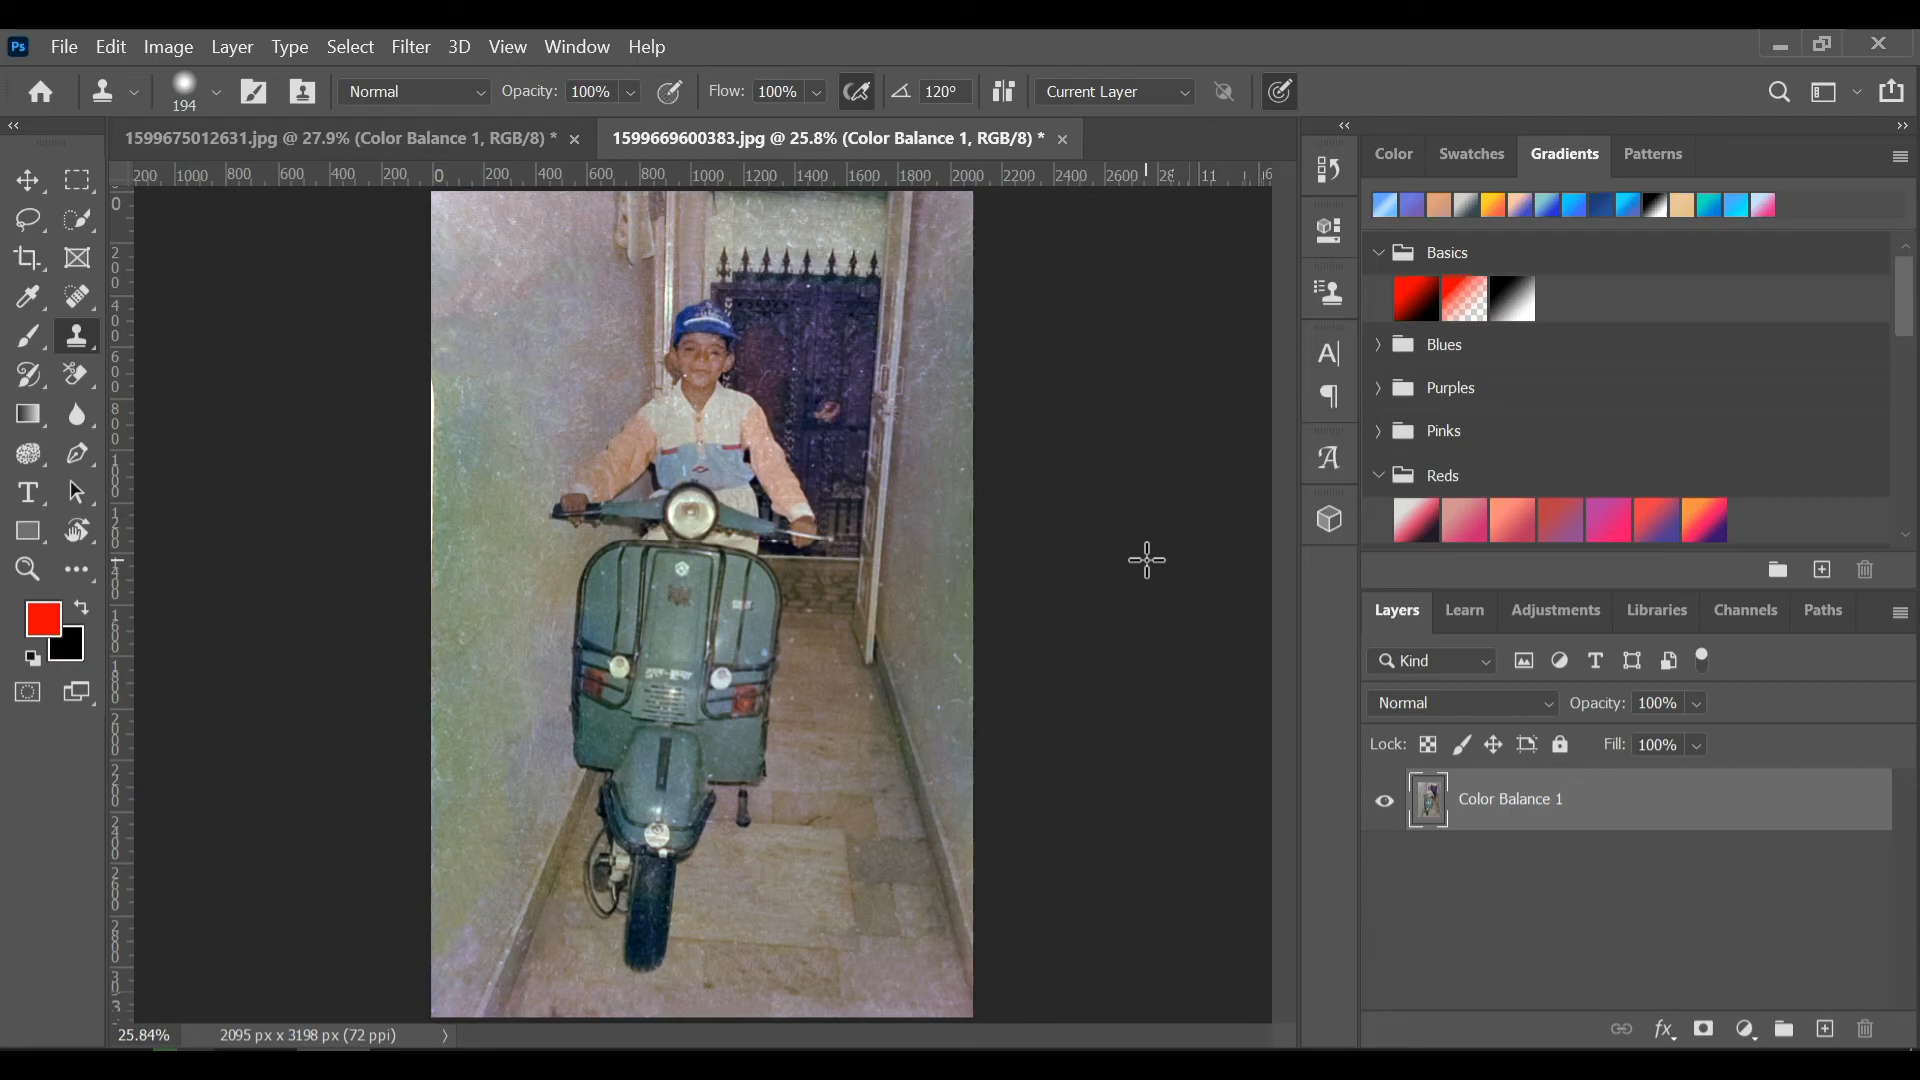 Ps File Edit Image Layer Type Select Filter 3D View Window Help
194 Normal Opacity: 100% Flow: 100% 120° Current Layer
1599675012631.jpg @ 27.9% (Color Balance 1, RGB/8) * 1599669600383.jpg @ 25.8% (Color Balance 1, RGB/8) *
200 1000 800 600 400 200 0 200 400 600 800 1000 1200 1400 1600 1800 2000 2200 2400 2600
Color Swatches Gradients Patterns
Basics
Blues
Purples
Pinks
Reds
Layers Learn Adjustments Libraries Channels Paths
Kind
Normal Opacity: 100%
Lock: Fill: 100%
Color Balance 1
fx
25.84% 2095 px x 3198 px (72 ppi)